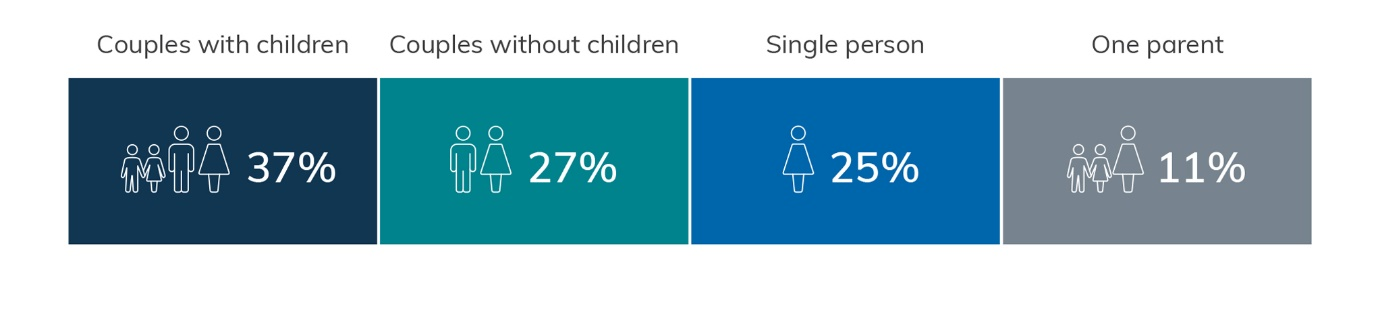 Couples with children
Couples without children
Single person
One parent
37%
27%
25%
11%